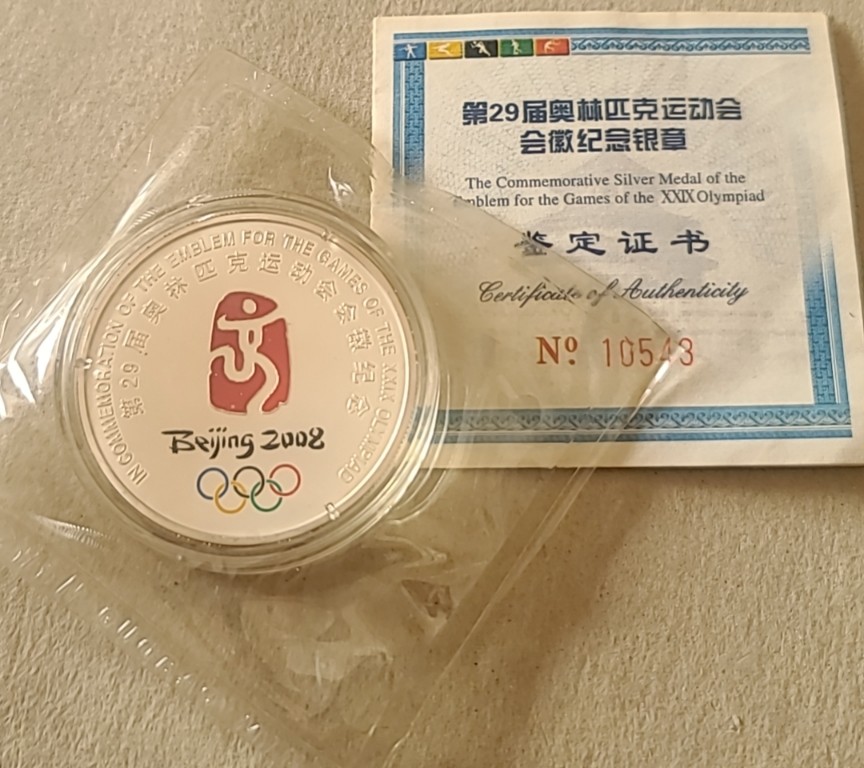 IN COMMEMORATION OF THE EMBLEM FOR THE GAMES OF THE XXIX OLYMPIAD
第29届奥林匹克运动会会徽纪念
Beijing 2008
第29届奥林匹克运动会
会徽纪念银章
The Commemorative Silver Medal of the
Emblem for the Games of the XXIX Olympiad
鉴定证书
Certificate of Authenticity
Nº 10543